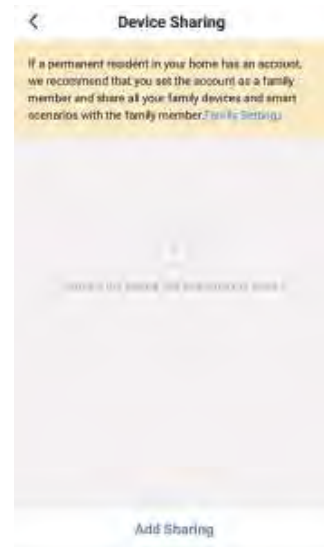 Device Sharing
If a permanent resident in your home has an account,
we recommend that you set the account as a family
member and share all your family devices and smart
scenarios with the family member.Family Settings
Add Sharing